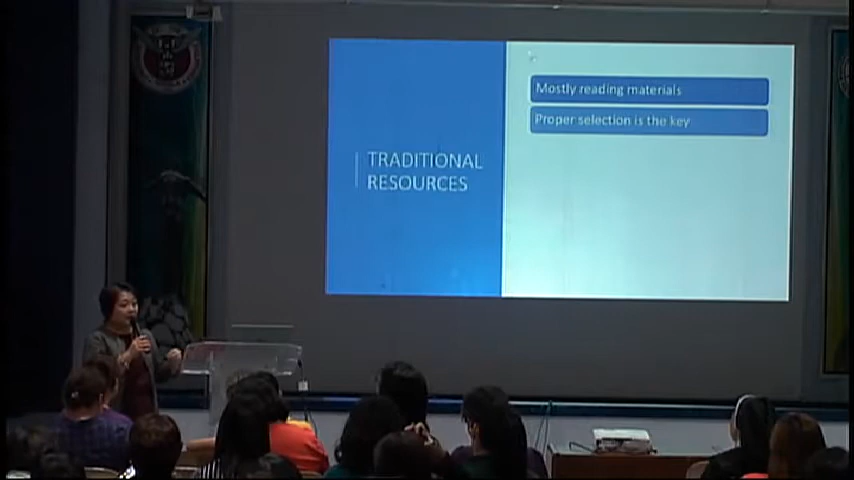 TRADITIONAL
RESOURCES
Mostly reading materials
Proper selection is the key